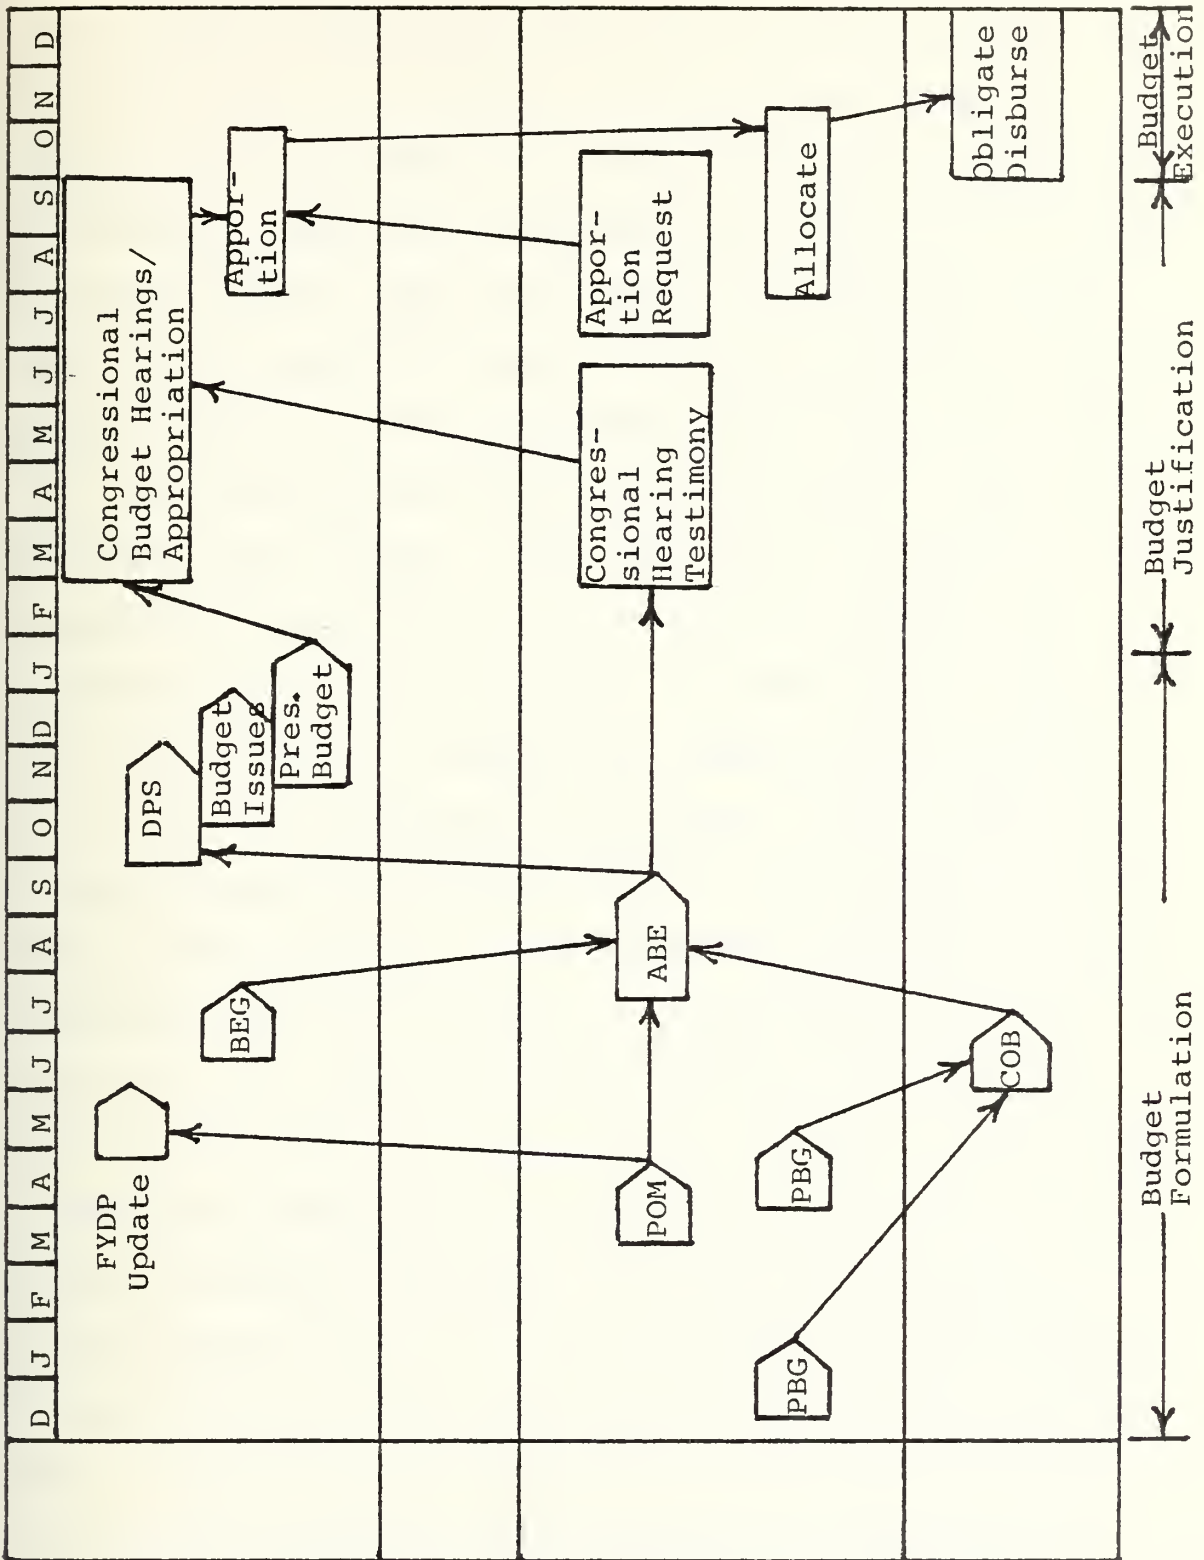 D J F M A M J J A S O N D J F M A M J J A S O N D
FYDP
Update
DPS
Budget
Issues
Pres.
Budget
Congressional
Budget Hearings/
Appropriation
BEG
Appor-
tion
POM
ABE
Congres-
sional
Hearing
Testimony
Appor-
tion
Request
PBG
PBG
Allocate
COB
Obligate
Disburse
Budget
Formulation
Budget
Justification
Budget
Execution